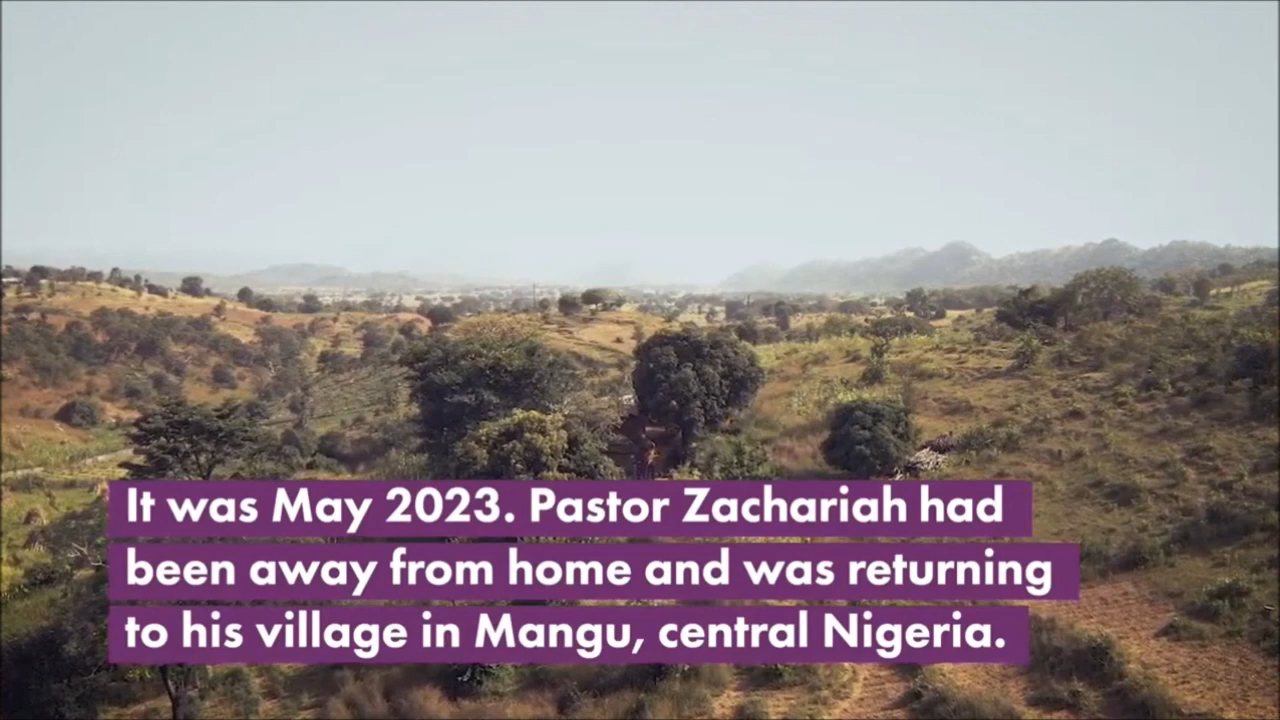 It was May 2023. Pastor Zachariah had
been away from home and was returning
to his village in Mangu, central Nigeria.